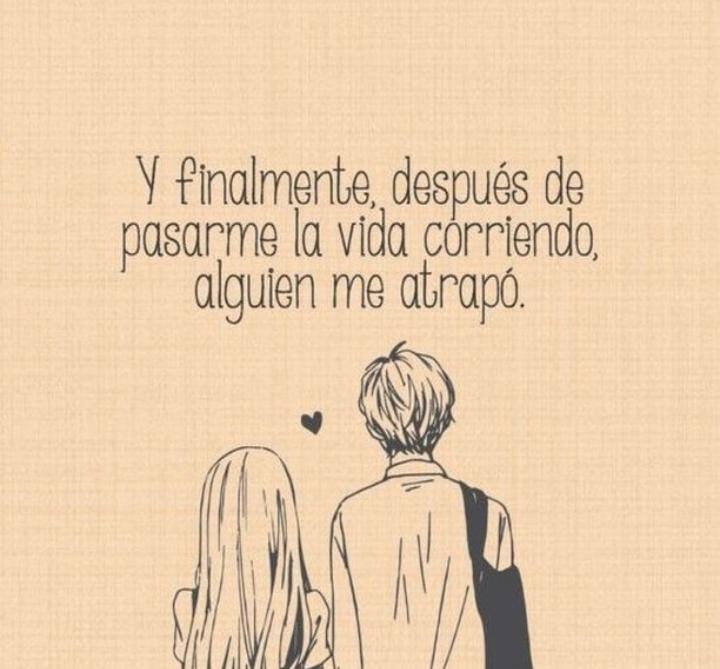 Y finalmente, después de
pasarme la vida corriendo,
alguien me atrapó.